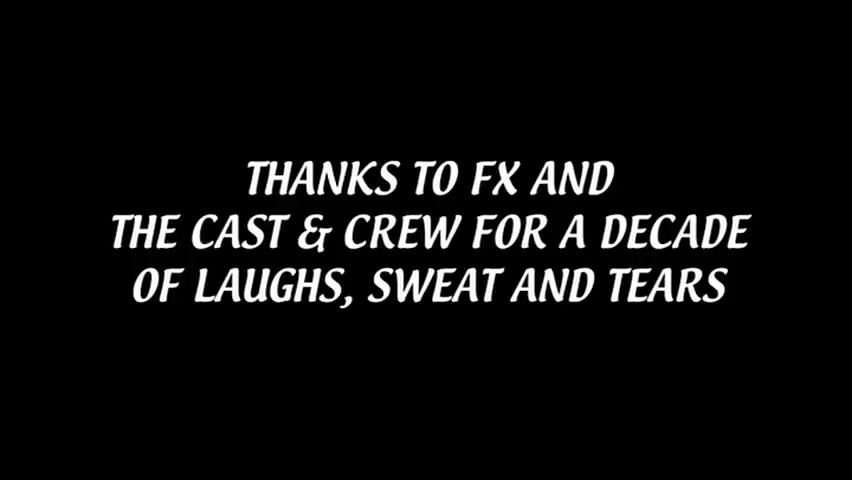 THANKS TO FX AND
THE CAST & CREW FOR A DECADE
OF LAUGHS, SWEAT AND TEARS